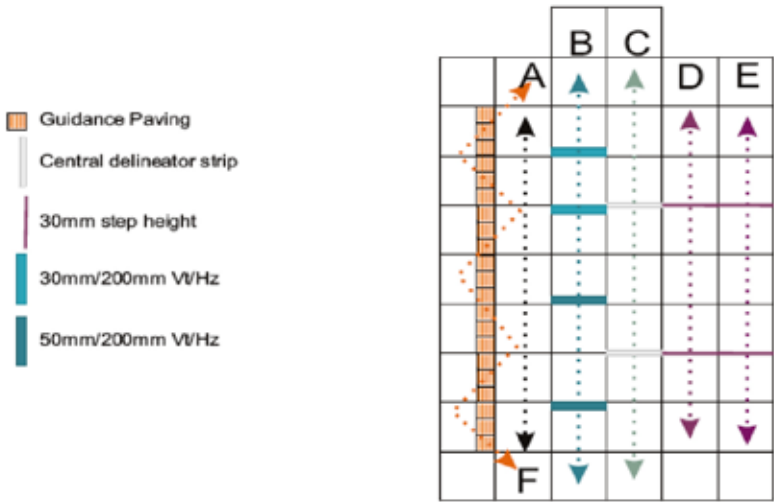 B C
A D E
Guidance Paving
Central delineator strip
30mm step height
30mm/200mm Vt/Hz
50mm/200mm Vt/Hz
F